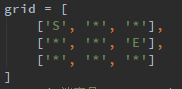 grid = [
['S', '*', '*'],
['*', '*', 'E'],
['*', '*', '*']
]